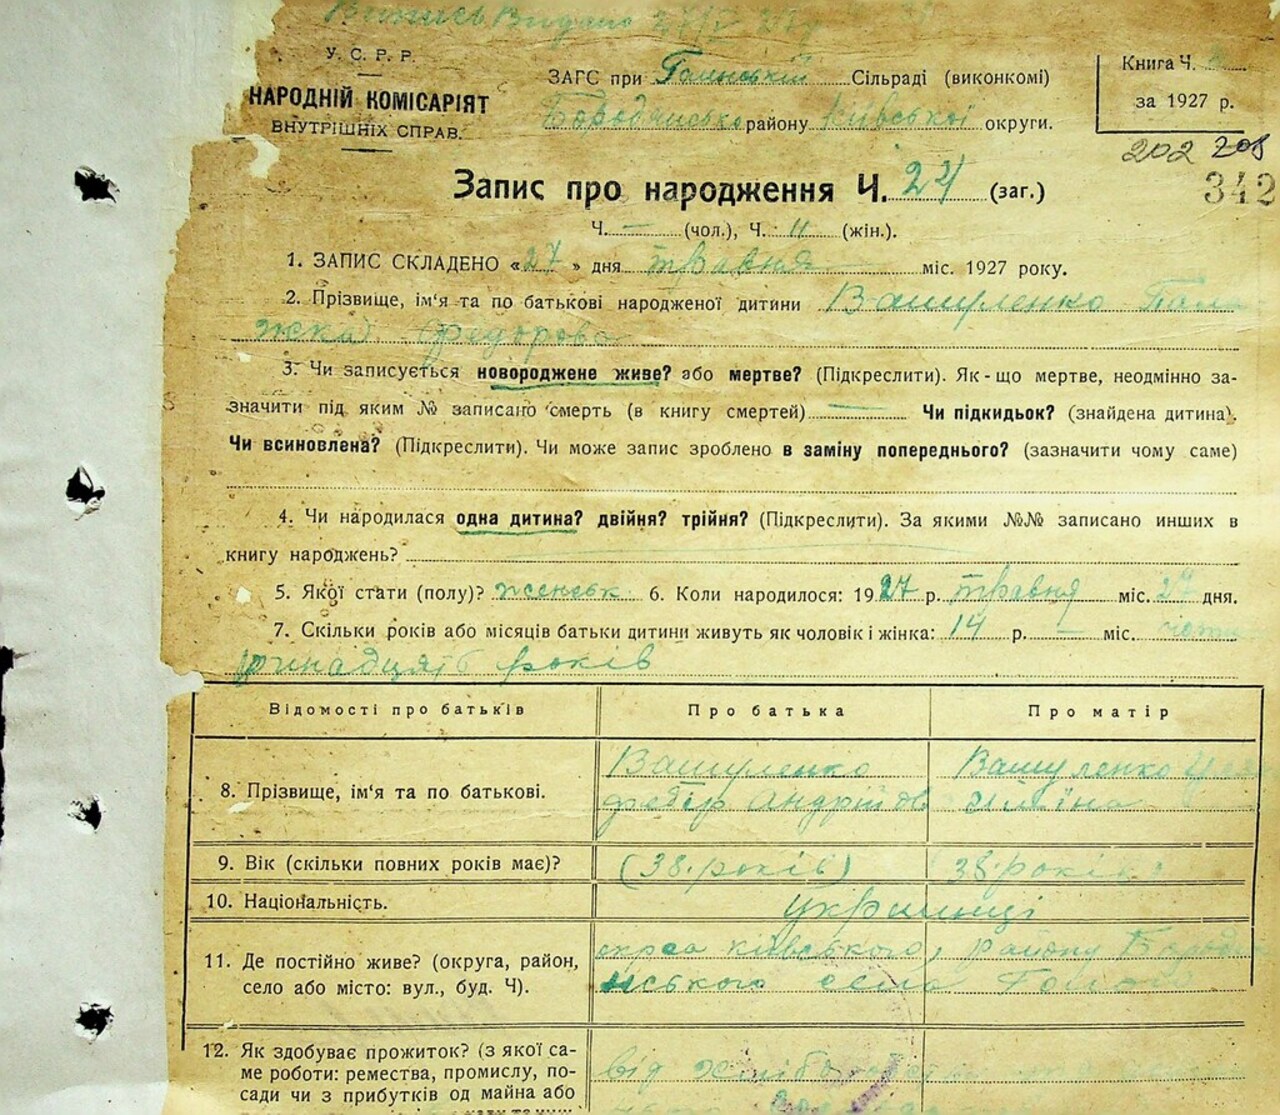 У. С. Р. Р.
НАРОДНІЙ КОМІСАРІЯТ
ВНУТРІШНІХ СПРАВ.
ЗАГС при Сільраді (виконкомі)
району Київської округи.
Книга Ч.
за 1927 р.
202
342
Запис про народження Ч. 24 (заг.)
Ч. — (чол.), Ч. 11 (жін.).
1. ЗАПИС СКЛАДЕНО «27» дня травня міс. 1927 року.
2. Прізвище, ім'я та по батькові народженої дитини Вашуленко
Федорова
3. Чи записується новороджене живе? або мертве? (Підкреслити). Як-що мертве, неодмінно за-
значити під яким № записано смерть (в книгу смертей) — Чи підкидьок? (знайдена дитина).
Чи всиновлена? (Підкреслити). Чи може запис зроблено в заміну попереднього? (зазначити чому саме)
4. Чи народилася одна дитина? двійня? трійня? (Підкреслити). За якими №№ записано инших в
книгу народжень?
5. Якої стати (полу)? женськ 6. Коли народилося: 1927 р. травня міс. дня.
7. Скільки років або місяців батьки дитини живуть як чоловік і жінка: 14 р. — міс.
років
Відомості про батьків Про батька Про матір
8. Прізвище, ім'я та по батькові.
Вашуленко
Андрійов
Вашуленко
9. Вік (скільки повних років має)? (38 років) 38 років
10. Національність. Українці
11. Де постійно живе? (округа, район,
село або місто: вул., буд. Ч).
київського, району
села
12. Як здобуває прожиток? (з якої са-
ме роботи: ремества, промислу, по-
сади чи з прибутків од майна або
від